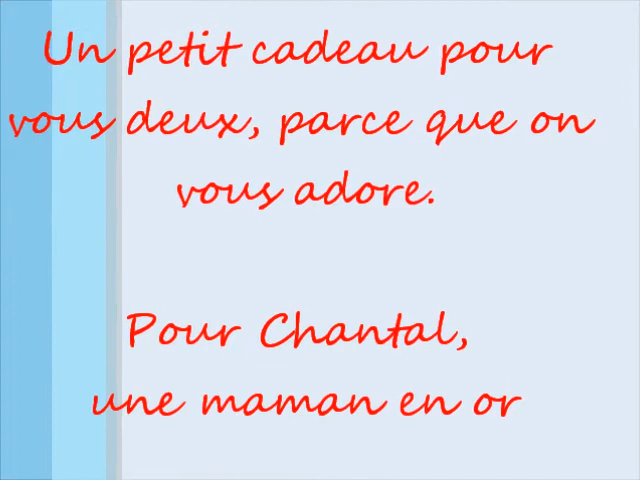 Un petit cadeau pour
vous deux, parce que on
vous adore.
Pour Chantal,
une maman en or